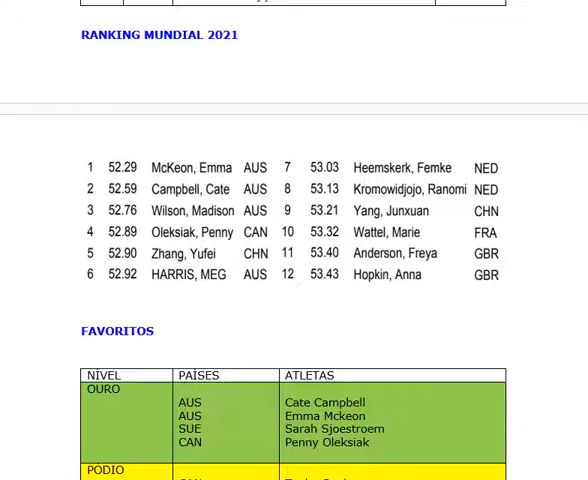 RANKING MUNDIAL 2021
1 52.29 McKeon, Emma AUS 7 53.03 Heemskerk, Femke NED
2 52.59 Campbell, Cate AUS 8 53.13 Kromowidjojo, Ranomi NED
3 52.76 Wilson, Madison AUS 9 53.21 Yang, Junxuan CHN
4 52.89 Oleksiak, Penny CAN 10 53.32 Wattel, Marie FRA
5 52.90 Zhang, Yufei CHN 11 53.40 Anderson, Freya GBR
6 52.92 HARRIS, MEG AUS 12 53.43 Hopkin, Anna GBR
FAVORITOS
NÍVEL PAÍSES ATLETAS
OURO
AUS Cate Campbell
AUS Emma Mckeon
SUE Sarah Sjoestroem
CAN Penny Oleksiak
PÓDIO